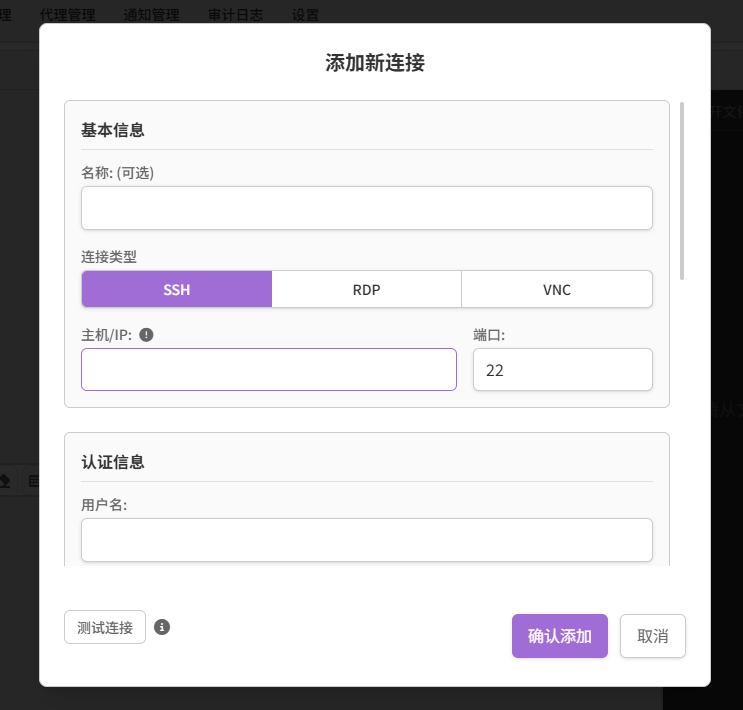 理 代理管理 通知管理 审计日志 设置
添加新连接
基本信息
名称: (可选)
连接类型
SSH RDP VNC
主机/IP: 端口:
22
认证信息
用户名:
测试连接 确认添加 取消